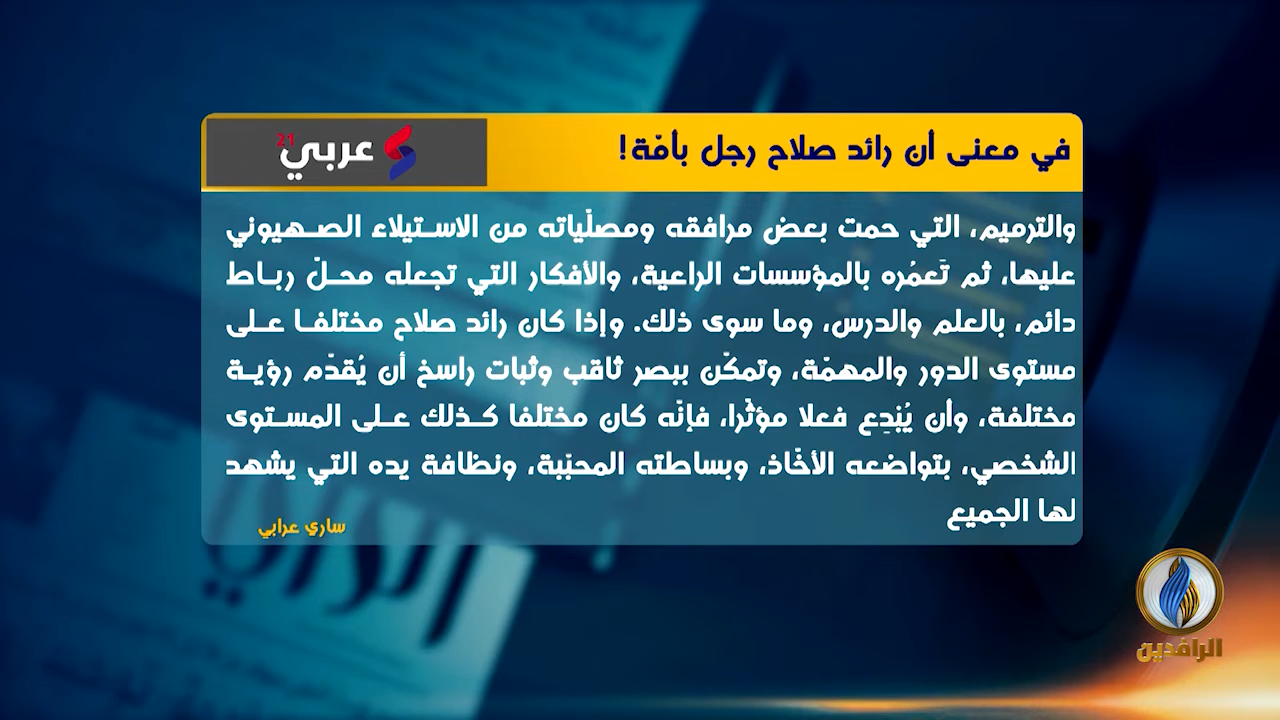 في معنى أن رائد صلاح رجل بأمّة!
عربي 21
والترميم، التي حمت بعض مرافقه ومصلّياته من الاستيلاء الصهيوني
عليها، ثم تَعمُره بالمؤسسات الراعية، والأفكار التي تجعله محلّ رباط
دائم، بالعلم والدرس، وما سوى ذلك. وإذا كان رائد صلاح مختلفا على
مستوى الدور والمهمّة، وتمكّن ببصر ثاقب وثبات راسخ أن يُقدّم رؤية
مختلفة، وأن يُبْدِع فعلا مؤثّرا، فإنّه كان مختلفا كذلك على المستوى
الشخصي، بتواضعه الأخّاذ، وبساطته المحبّبة، ونظافة يده التي يشهد
لها الجميع
ساري عرابي
الرأي
الرافدين